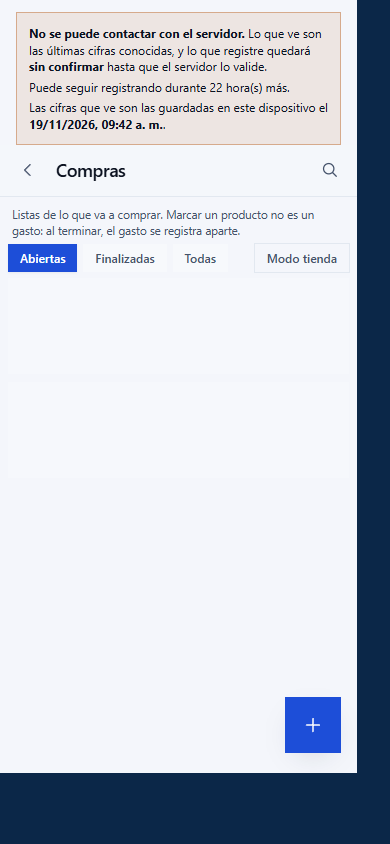 No se puede contactar con el servidor. Lo que ve son
las últimas cifras conocidas, y lo que registre quedará
sin confirmar hasta que el servidor lo valide.
Puede seguir registrando durante 22 hora(s) más.
Las cifras que ve son las guardadas en este dispositivo el
19/11/2026, 09:42 a. m..
Compras
Listas de lo que va a comprar. Marcar un producto no es un
gasto: al terminar, el gasto se registra aparte.
Abiertas Finalizadas Todas Modo tienda